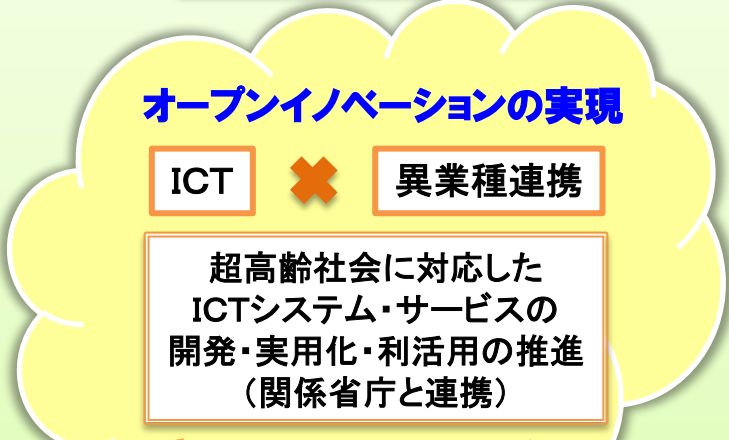 オープンイノベーションの実現
ICT ✖ 異業種連携
超高齢社会に対応した
ICTシステム・サービスの
開発・実用化・利活用の推進
（関係省庁と連携）